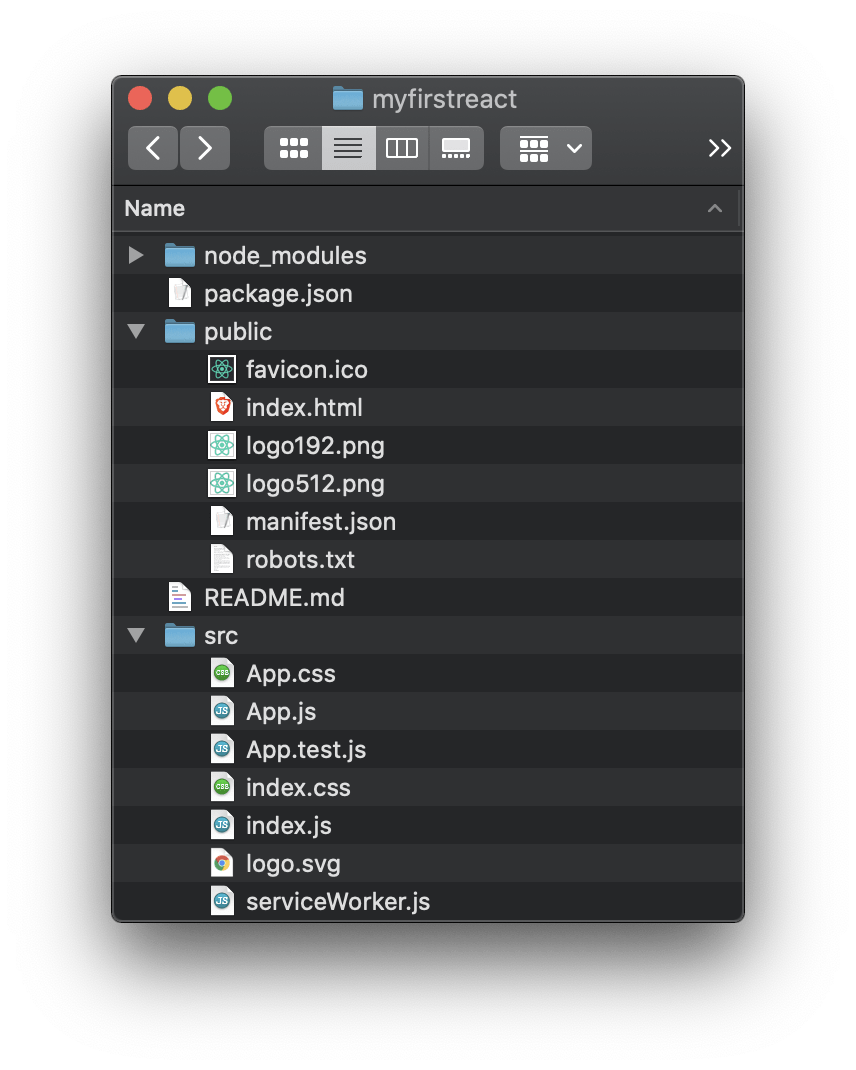 myfirstreact
Name
node_modules
package.json
public
favicon.ico
index.html
logo192.png
logo512.png
manifest.json
robots.txt
README.md
src
App.css
App.js
App.test.js
index.css
index.js
logo.svg
serviceWorker.js